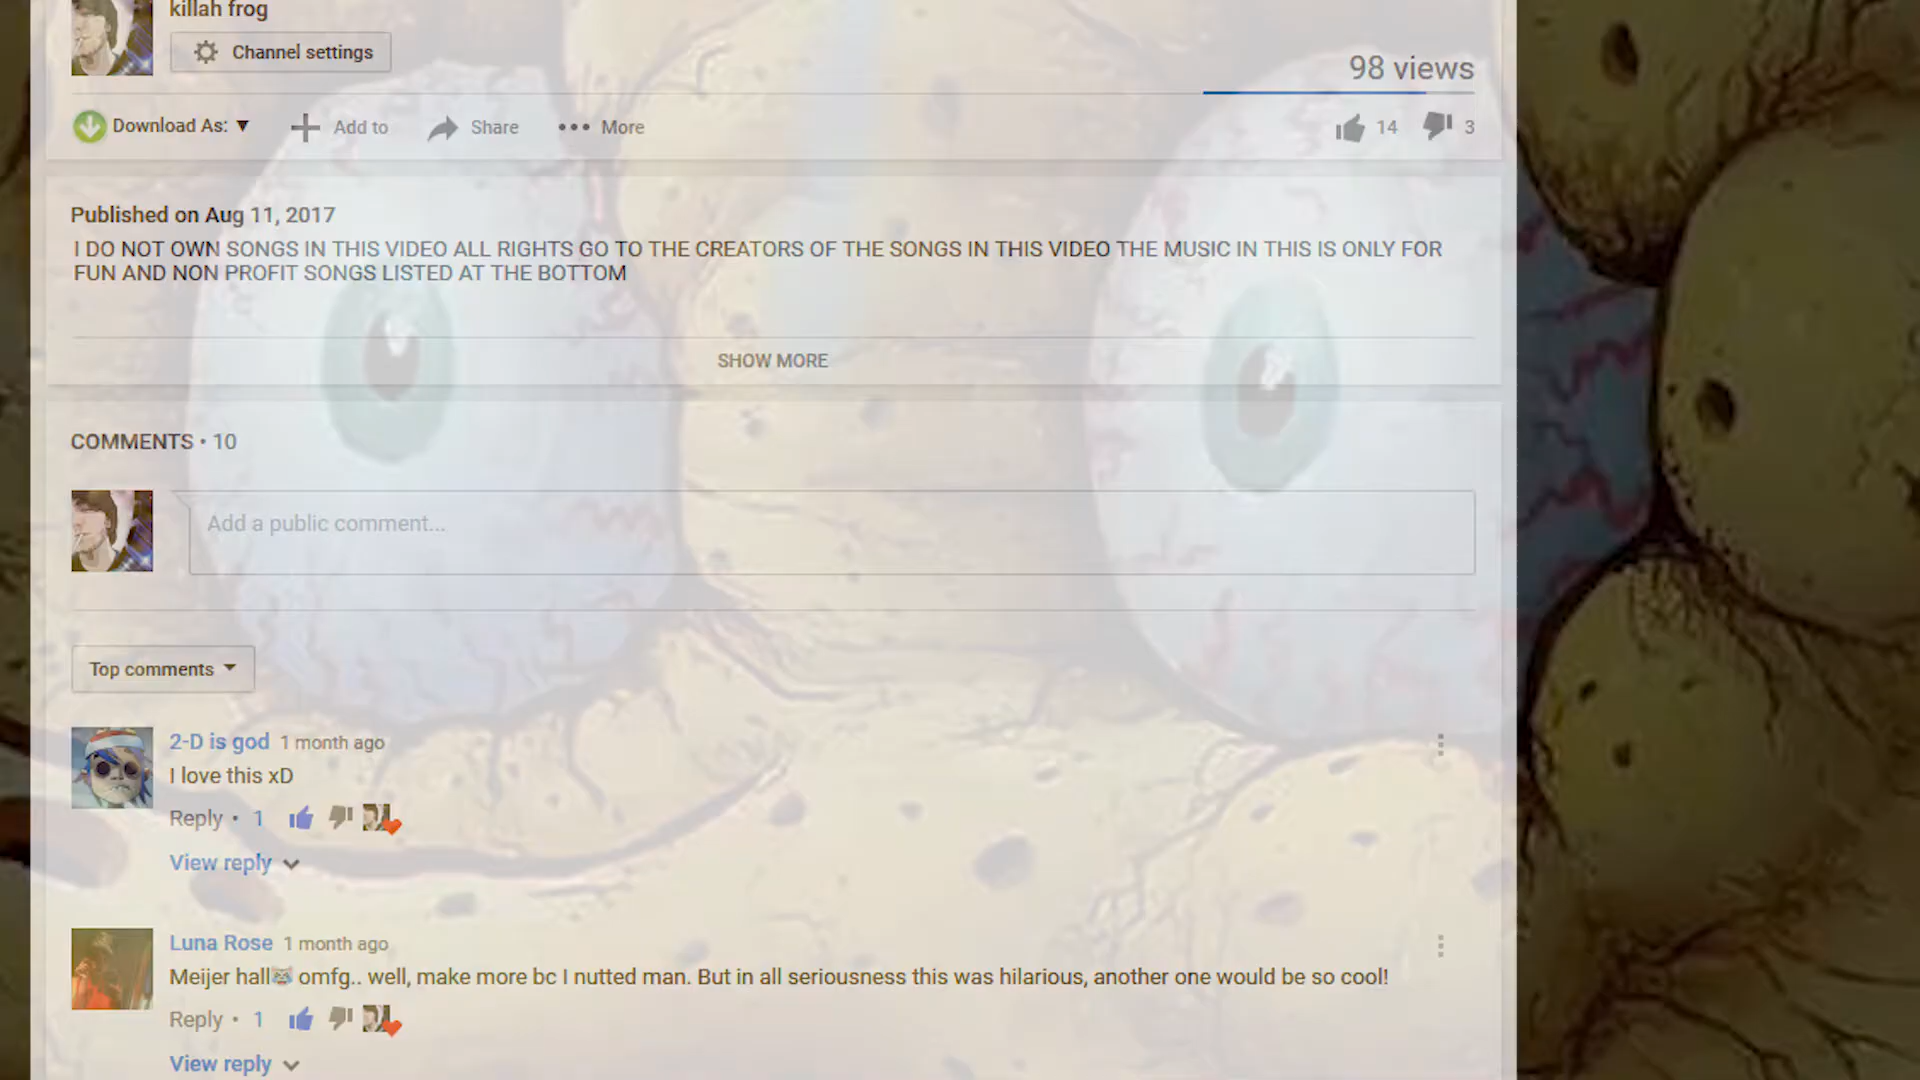 killah frog
Channel settings
98 views
Download As: ▼
Add to
Share
More
14
3
Published on Aug 11, 2017
I DO NOT OWN SONGS IN THIS VIDEO ALL RIGHTS GO TO THE CREATORS OF THE SONGS IN THIS VIDEO THE MUSIC IN THIS IS ONLY FOR
FUN AND NON PROFIT SONGS LISTED AT THE BOTTOM
SHOW MORE
COMMENTS • 10
Add a public comment...
Top comments
2-D is god 1 month ago
I love this xD
Reply • 1
View reply
Luna Rose 1 month ago
Meijer hall😹 omfg.. well, make more bc I nutted man. But in all seriousness this was hilarious, another one would be so cool!
Reply • 1
View reply